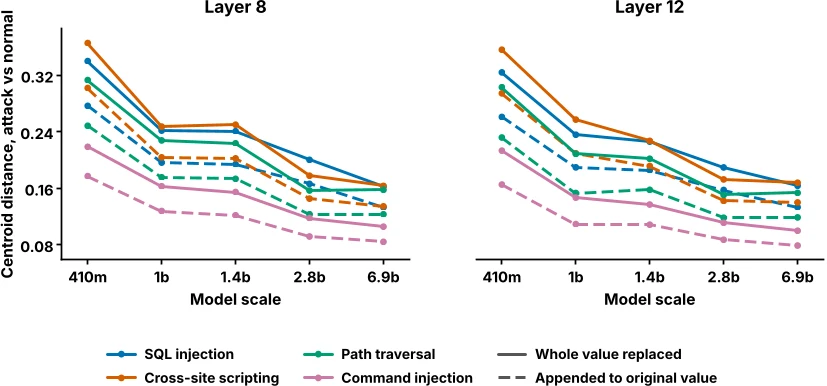 Layer 8
Layer 12
Centroid distance, attack vs normal
0.32
0.24
0.16
0.08
410m 1b 1.4b 2.8b 6.9b
410m 1b 1.4b 2.8b 6.9b
Model scale
Model scale
SQL injection
Path traversal
Whole value replaced
Cross-site scripting
Command injection
Appended to original value